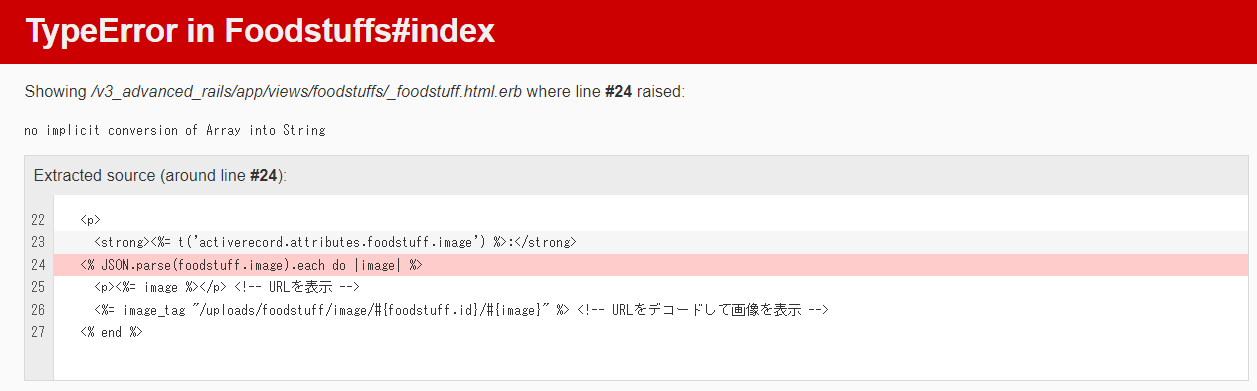 TypeError in Foodstuffs#index
Showing /v3_advanced_rails/app/views/foodstuffs/_foodstuff.html.erb where line #24 raised:
no implicit conversion of Array into String
Extracted source (around line #24):
22 <p>
23 <strong><%= t('activerecord.attributes.foodstuff.image') %>:</strong>
24 <% JSON.parse(foodstuff.image).each do |image| %>
25 <p><%= image %></p> <!-- URLを表示 -->
26 <%= image_tag "/uploads/foodstuff/image/#{foodstuff.id}/#{image}" %> <!-- URLをデコードして画像を表示 -->
27 <% end %>